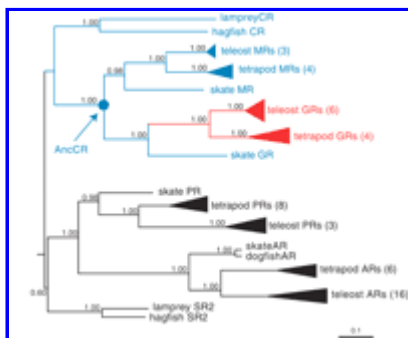 lampreyCR
hagfish CR
1.00
teleost MRs (3)
0.98
1.00
tetrapod MRs (4)
skate MR
1.00
1.00
teleost GRs (6)
1.00
1.00
tetrapod GRs (4)
AncCR
1.00
skate GR
skate PR
0.98
1.00
tetrapod PRs (8)
1.00
1.00
teleost PRs (3)
1.00
skateAR
dogfishAR
1.00
1.00
tetrapod ARs (6)
1.00
teleost ARs (16)
0.60
1.00
lamprey SR2
hagfish SR2
0.1